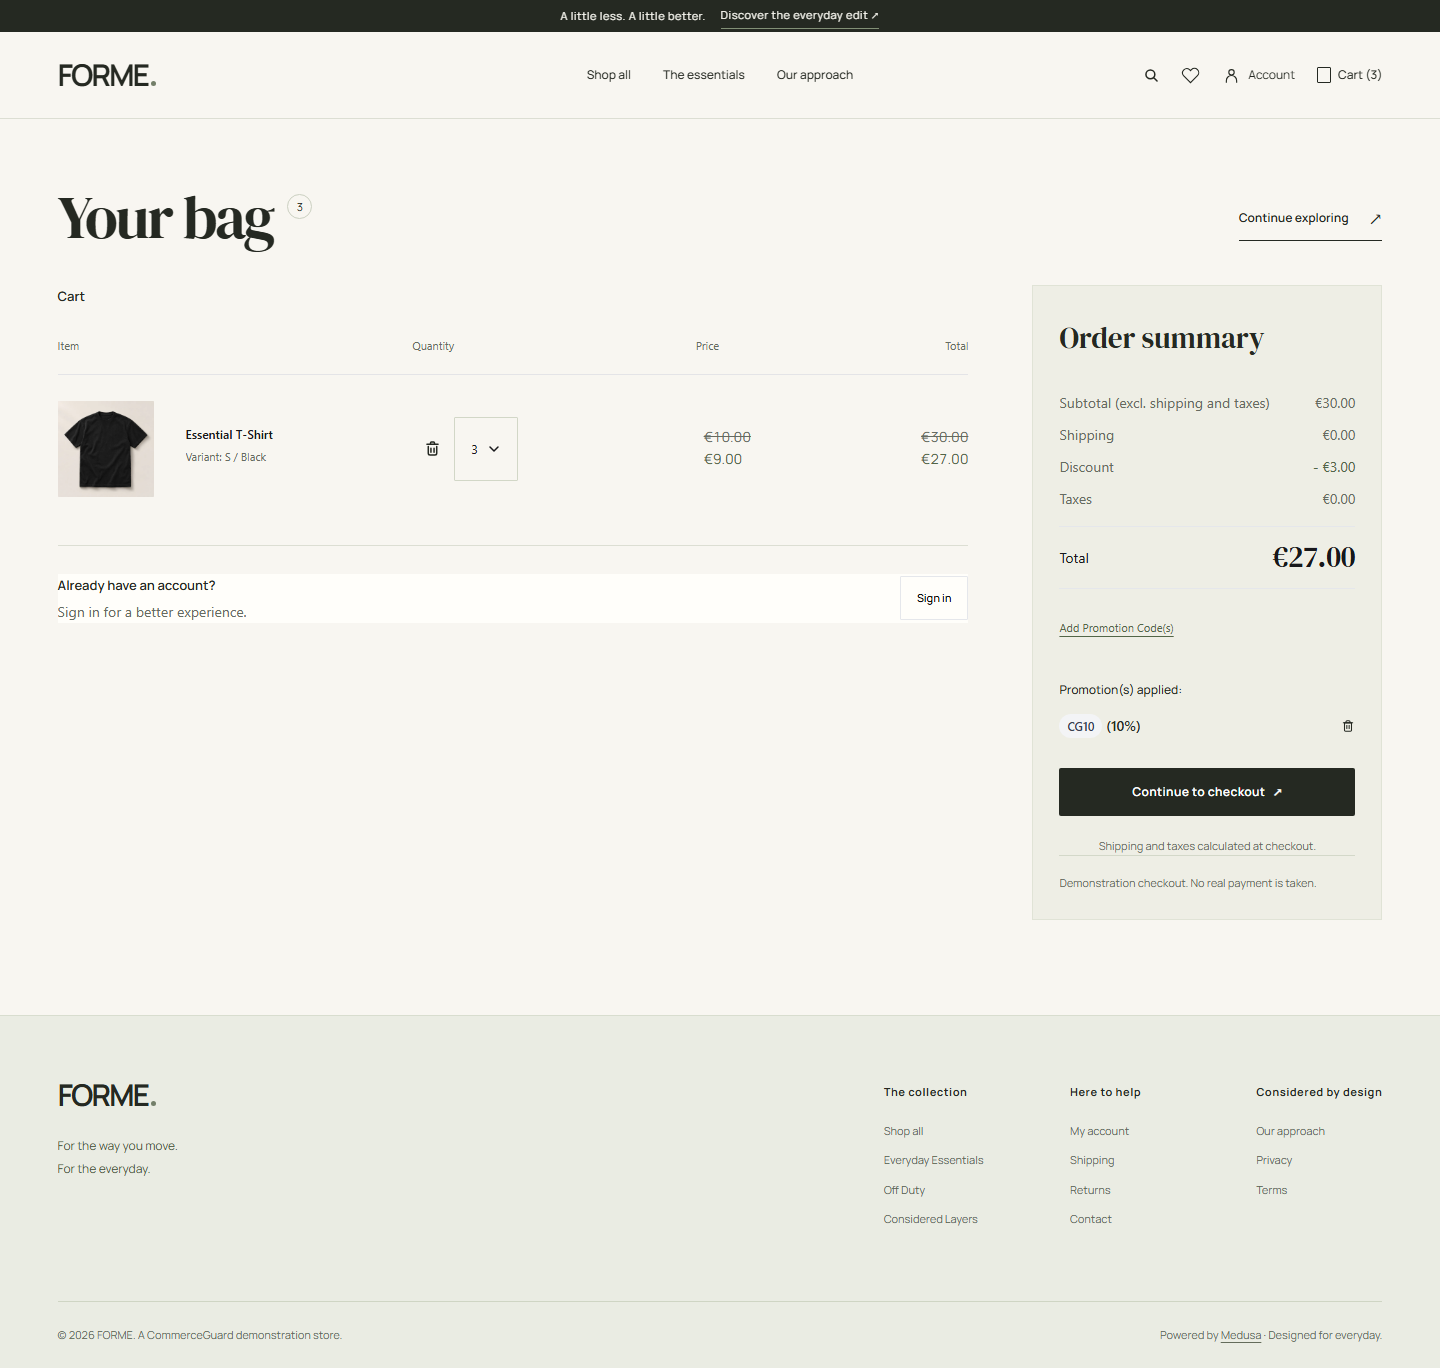 A little less. A little better. Discover the everyday edit ↗
FORME.
Shop all The essentials Our approach
Account Cart (3)
Your bag 3
Continue exploring ↗
Cart
Item Quantity Price Total
Essential T-Shirt
Variant: S / Black
3
€10.00 €30.00
€9.00 €27.00
Already have an account?
Sign in for a better experience.
Sign in
Order summary
Subtotal (excl. shipping and taxes) €30.00
Shipping €0.00
Discount - €3.00
Taxes €0.00
Total €27.00
Add Promotion Code(s)
Promotion(s) applied:
CG10 (10%)
Continue to checkout ↗
Shipping and taxes calculated at checkout.
Demonstration checkout. No real payment is taken.
FORME.
For the way you move.
For the everyday.
The collection
Shop all
Everyday Essentials
Off Duty
Considered Layers
Here to help
My account
Shipping
Returns
Contact
Considered by design
Our approach
Privacy
Terms
© 2026 FORME. A CommerceGuard demonstration store.
Powered by Medusa · Designed for everyday.